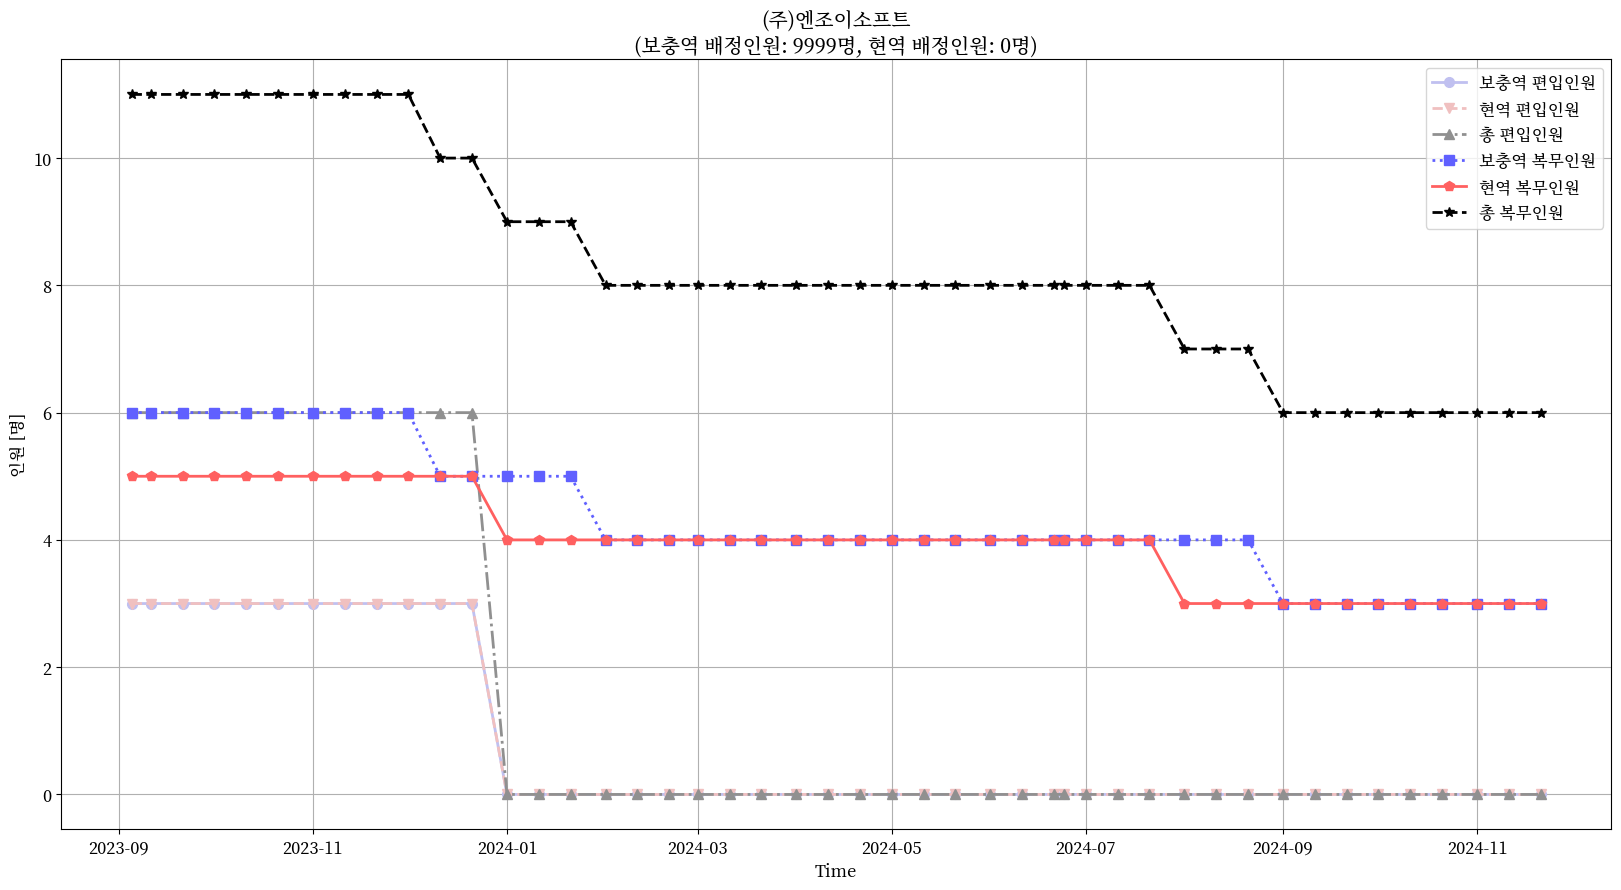 (주)엔조이소프트
(보충역 배정인원: 9999명, 현역 배정인원: 0명)
보충역 편입인원
현역 편입인원
총 편입인원
보충역 복무인원
현역 복무인원
총 복무인원
인원 [명]
10
8
6
4
2
0
2023-09 2023-11 2024-01 2024-03 2024-05 2024-07 2024-09 2024-11
Time